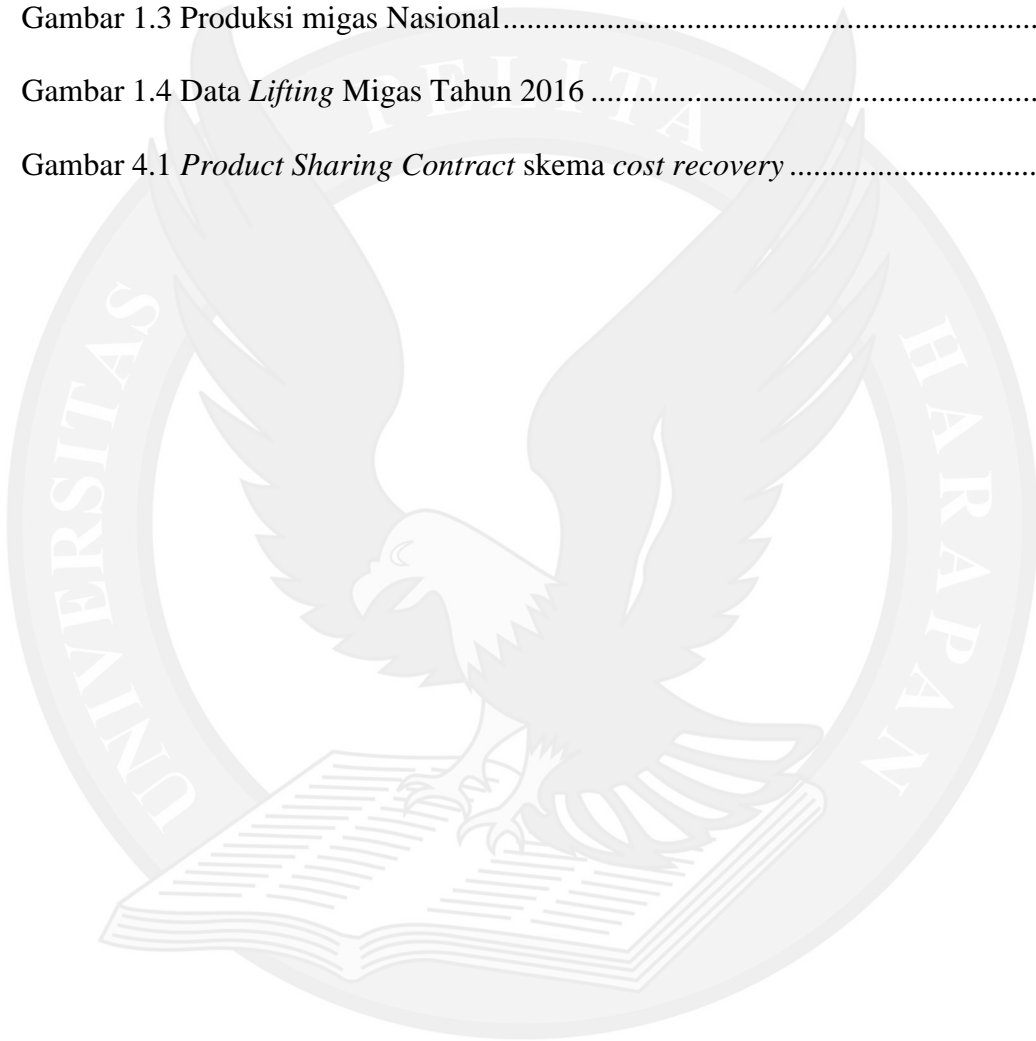 Gambar 1.3 Produksi migas Nasional........................................................................
Gambar 1.4 Data Lifting Migas Tahun 2016 ............................................................
Gambar 4.1 Product Sharing Contract skema cost recovery ................................
UNIVERSITAS PELITA HARAPAN